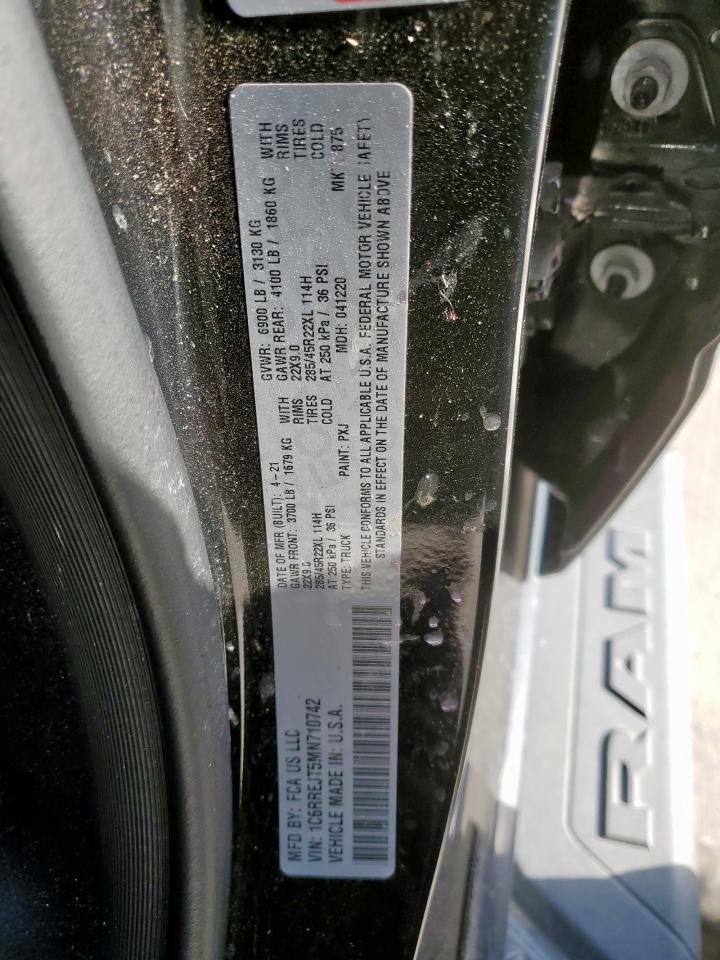 MFD BY: FCA US LLC
DATE OF MFR (BUILT): 4-21
GVWR: 6900 LB / 3130 KG
VIN: 1C6RREJT5MN710742
GAWR FRONT: 3700 LB / 1679 KG WITH
GAWR REAR: 4100 LB / 1860 KG WITH
22X9.0 RIMS
22X9.0 RIMS
285/45R22XL 114H TIRES
285/45R22XL 114H TIRES
AT 250 kPa / 36 PSI COLD
AT 250 kPa / 36 PSI COLD
VEHICLE MADE IN: U.S.A.
TYPE: TRUCK PAINT: PXJ MDH: 041220
THIS VEHICLE CONFORMS TO ALL APPLICABLE U.S.A. FEDERAL MOTOR VEHICLE SAFETY
STANDARDS IN EFFECT ON THE DATE OF MANUFACTURE SHOWN ABOVE
RAM